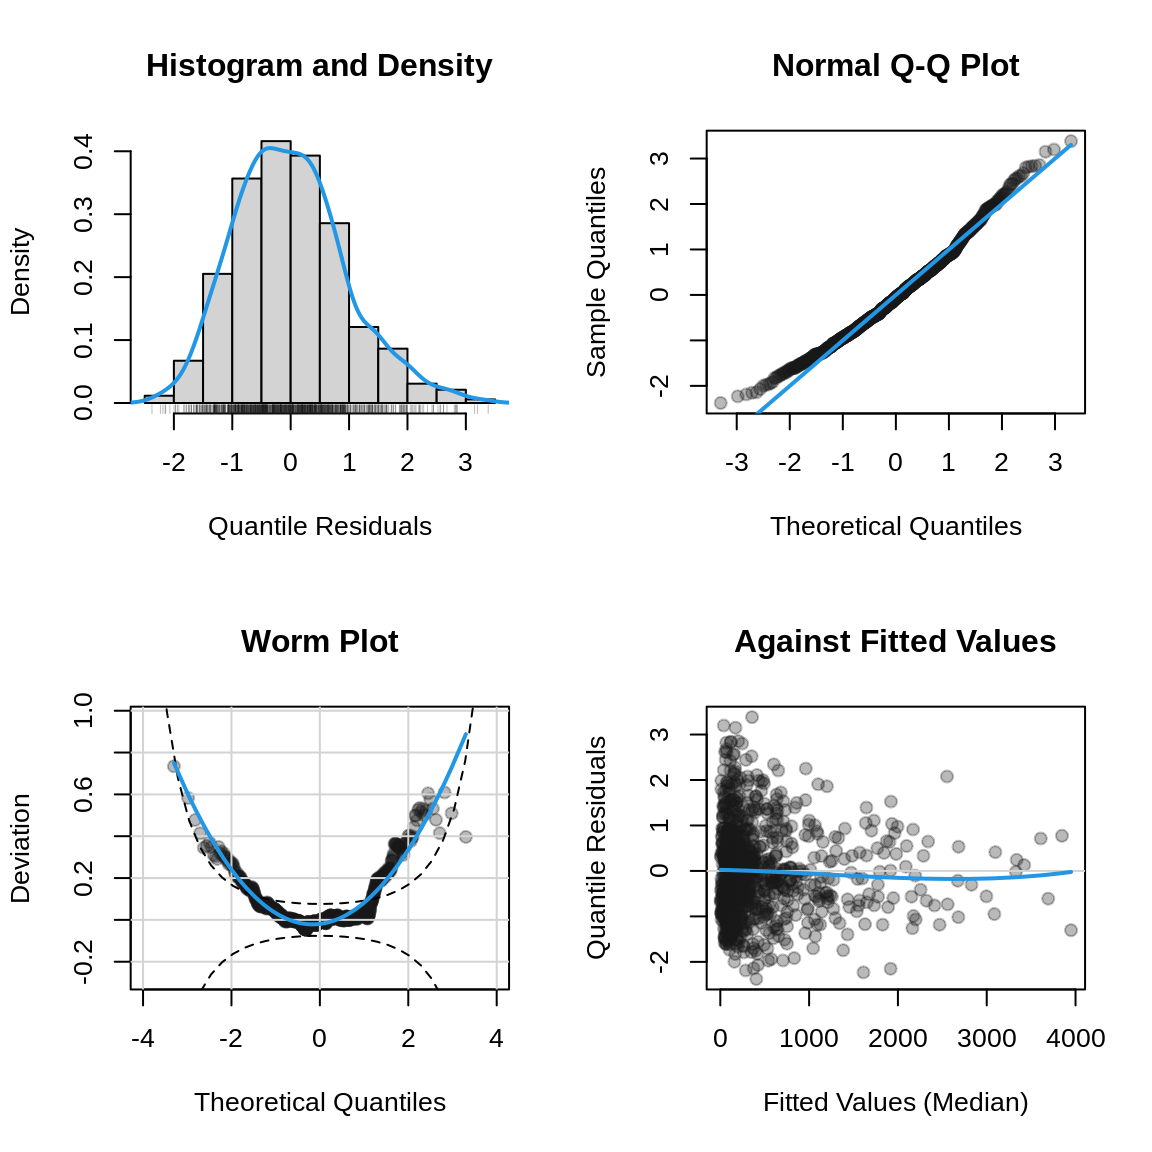 Histogram and Density
Density
0.0 0.1 0.2 0.3 0.4
-2 -1 0 1 2 3
Quantile Residuals
Normal Q-Q Plot
Sample Quantiles
-2 0 1 2 3
-3 -2 -1 0 1 2 3
Theoretical Quantiles
Worm Plot
Deviation
-0.2 0.2 0.6 1.0
-4 -2 0 2 4
Theoretical Quantiles
Against Fitted Values
Quantile Residuals
-2 0 1 2 3
0 1000 2000 3000 4000
Fitted Values (Median)